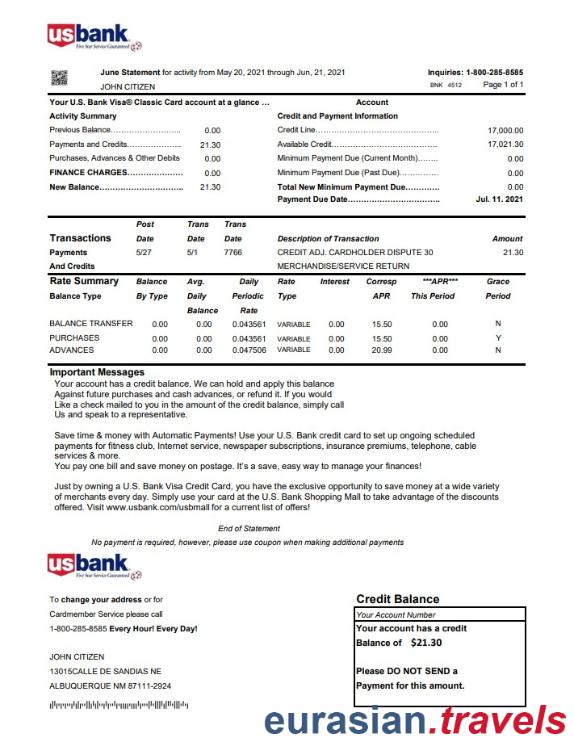 usbank
Five Star Service Guaranteed
June Statement for activity from May 20, 2021 through Jun, 21, 2021
Inquiries: 1-800-285-8585
JOHN CITIZEN
BNK 4512 Page 1 of 1
Your U.S. Bank Visa® Classic Card account at a glance ... Account
Activity Summary Credit and Payment Information
Previous Balance........................ 0.00 Credit Line.......................................... 17,000.00
Payments and Credits.................. 21.30 Available Credit.................................... 17,021.30
Purchases, Advances & Other Debits 0.00 Minimum Payment Due (Current Month)....... 0.00
FINANCE CHARGES.................... 0.00 Minimum Payment Due (Past Due)............. 0.00
New Balance.............................. 21.30 Total New Minimum Payment Due............ 0.00
Payment Due Date................................. Jul. 11. 2021
Post Trans Trans
Transactions Date Date Date Description of Transaction Amount
Payments 5/27 5/1 7766 CREDIT ADJ. CARDHOLDER DISPUTE 30 21.30
And Credits MERCHANDISE/SERVICE RETURN
Rate Summary Balance Avg. Daily Rate Interest Corresp ***APR*** Grace
Balance Type By Type Daily Periodic Type APR This Period Period
Balance Rate
BALANCE TRANSFER 0.00 0.00 0.043561 VARIABLE 0.00 15.50 0.00 N
PURCHASES 0.00 0.00 0.043561 VARIABLE 0.00 15.50 0.00 Y
ADVANCES 0.00 0.00 0.047506 VARIABLE 0.00 20.99 0.00 N
Important Messages
Your account has a credit balance. We can hold and apply this balance
Against future purchases and cash advances, or refund it. If you would
Like a check mailed to you in the amount of the credit balance, simply call
Us and speak to a representative.
Save time & money with Automatic Payments! Use your U.S. Bank credit card to set up ongoing scheduled
payments for fitness club, Internet service, newspaper subscriptions, insurance premiums, telephone, cable
services & more.
You pay one bill and save money on postage. It's a save, easy way to manage your finances!
Just by owning a U.S. Bank Visa Credit Card, you have the exclusive opportunity to save money at a wide variety
of merchants every day. Simply use your card at the U.S. Bank Shopping Mall to take advantage of the discounts
offered. Visit www.usbank.com/usbmall for a current list of offers!
End of Statement
No payment is required, however, please use coupon when making additional payments
usbank
Five Star Service Guaranteed
To change your address or for
Cardmember Service please call
1-800-285-8585 Every Hour! Every Day!
JOHN CITIZEN
13015CALLE DE SANDIAS NE
ALBUQUERQUE NM 87111-2924
Credit Balance
Your Account Number
Your account has a credit
Balance of $21.30
Please DO NOT SEND a
Payment for this amount.
eurasian.travels